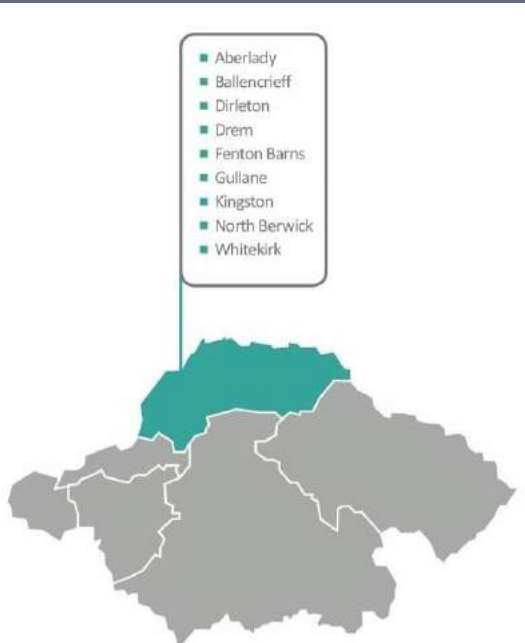 Aberlady
Ballencrieff
Dirleton
Drem
Fenton Barns
Gullane
Kingston
North Berwick
Whitekirk